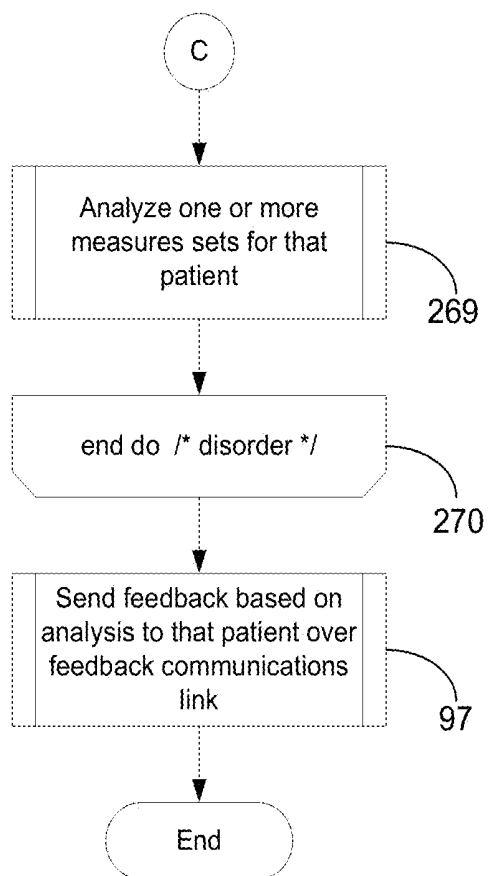 C
Analyze one or more
measures sets for that
patient
269
end do /* disorder */
270
Send feedback based on
analysis to that patient over
feedback communications
link
97
End